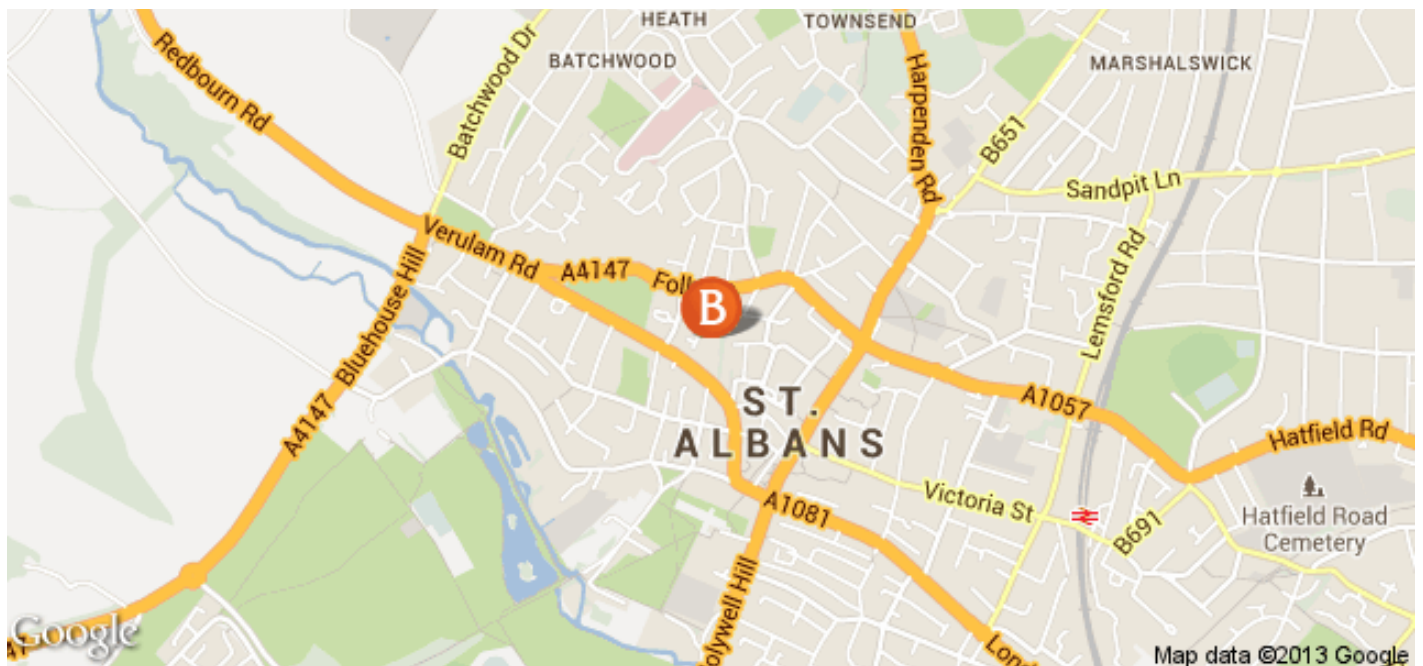 HEATH
TOWNSEND
BATCHWOOD
MARSHALSWICK
Redbourn Rd
Batchwood Dr
Harpenden Rd
B651
Sandpit Ln
Verulam Rd
A4147
Foll
B
Bluehouse Hill
Lemsford Rd
A4147
ST.
ALBANS
A1057
Hatfield Rd
Victoria St
A1081
B691
Hatfield Road
Cemetery
olywell Hill
Lond
Google
Map data ©2013 Google